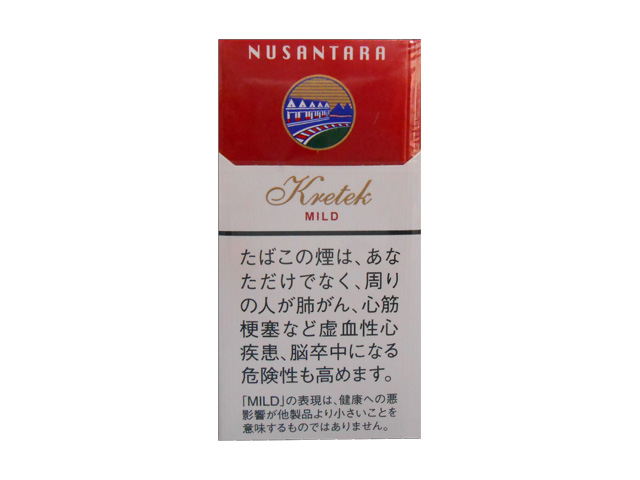 NUSANTARA
Kretek
MILD
たばこの煙は、あな
ただけでなく、周り
の人が肺がん、心筋
梗塞など虚血性心
疾患、脳卒中になる
危険性も高めます。
「MILD」の表現は、健康への悪
影響が他製品より小さいことを
意味するものではありません。